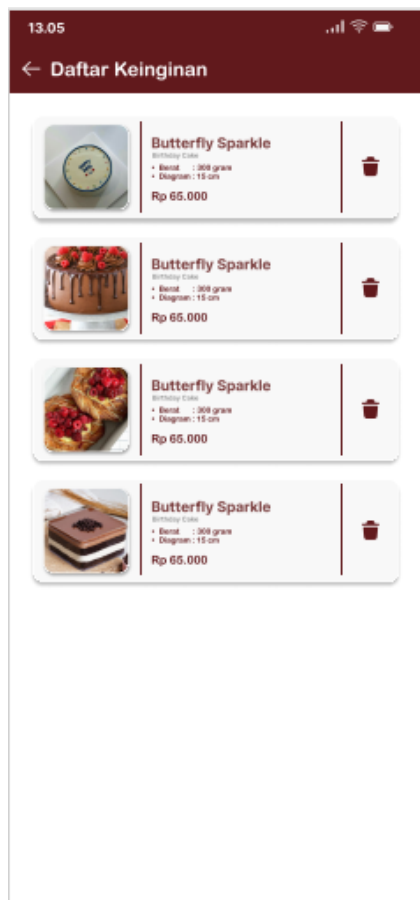 13.05
Daftar Keinginan
Butterfly Sparkle
Birthday Cake
• Berat : 300 gram
• Diagram : 15 cm
Rp 65.000
Butterfly Sparkle
Birthday Cake
• Berat : 300 gram
• Diagram : 15 cm
Rp 65.000
Butterfly Sparkle
Birthday Cake
• Berat : 300 gram
• Diagram : 15 cm
Rp 65.000
Butterfly Sparkle
Birthday Cake
• Berat : 300 gram
• Diagram : 15 cm
Rp 65.000